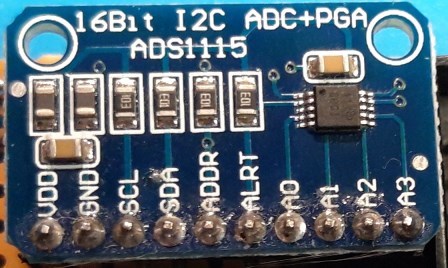 16Bit I2C ADC+PGA
ADS1115
VDD GND SCL SDA ADDR ALRT A0 A1 A2 A3